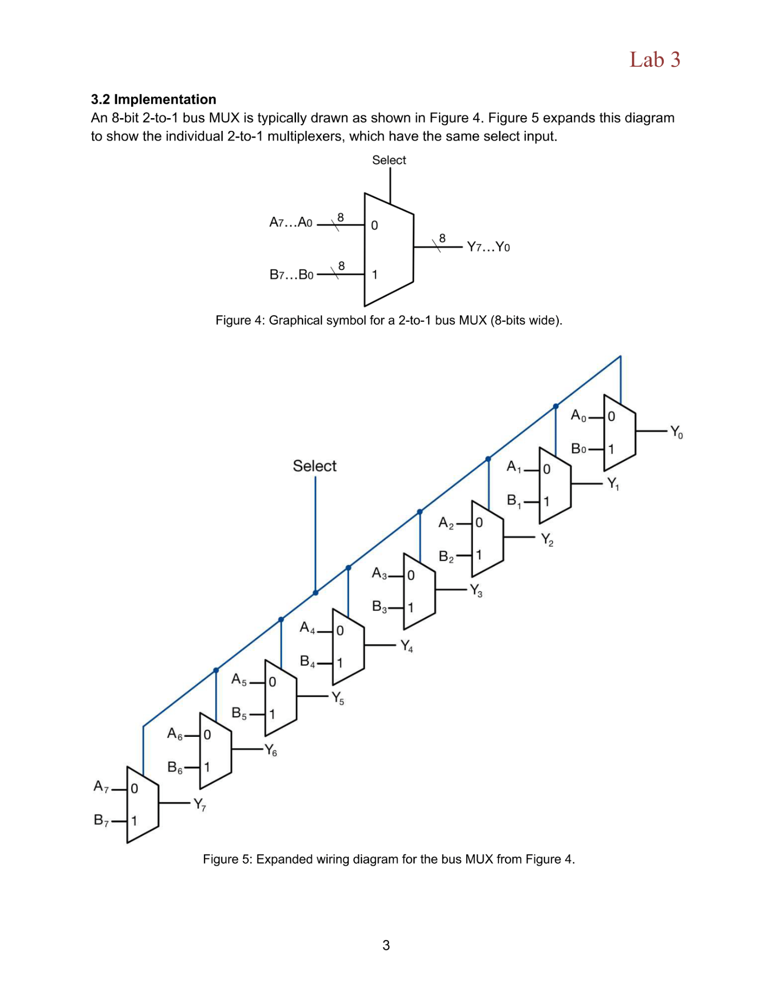 Lab 3
3.2 Implementation
An 8-bit 2-to-1 bus MUX is typically drawn as shown in Figure 4. Figure 5 expands this diagram
to show the individual 2-to-1 multiplexers, which have the same select input.
Select
A7...A0 8 0
8 Y7...Y0
B7...B0 8 1
Figure 4: Graphical symbol for a 2-to-1 bus MUX (8-bits wide).
A0 0
Y0
B0 1
Select
A1 0
Y1
B1 1
A2 0
Y2
B2 1
A3 0
Y3
B3 1
A4 0
Y4
B4 1
A5 0
Y5
B5 1
A6 0
Y6
B6 1
A7 0
Y7
B7 1
Figure 5: Expanded wiring diagram for the bus MUX from Figure 4.
3